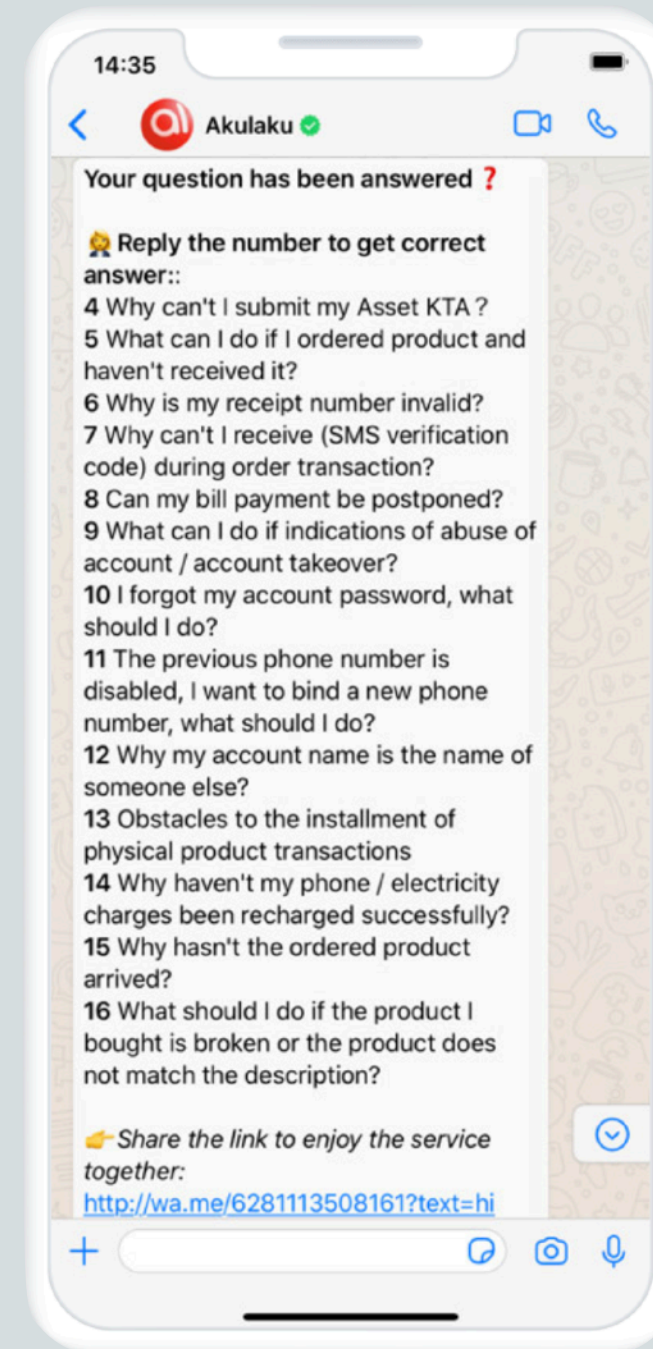 14:35
Akulaku
Your question has been answered ❓
🙋 Reply the number to get correct
answer::
4 Why can't I submit my Asset KTA ?
5 What can I do if I ordered product and
haven't received it?
6 Why is my receipt number invalid?
7 Why can't I receive (SMS verification
code) during order transaction?
8 Can my bill payment be postponed?
9 What can I do if indications of abuse of
account / account takeover?
10 I forgot my account password, what
should I do?
11 The previous phone number is
disabled, I want to bind a new phone
number, what should I do?
12 Why my account name is the name of
someone else?
13 Obstacles to the installment of
physical product transactions
14 Why haven't my phone / electricity
charges been recharged successfully?
15 Why hasn't the ordered product
arrived?
16 What should I do if the product I
bought is broken or the product does
not match the description?
👉Share the link to enjoy the service
together:
http://wa.me/6281113508161?text=hi